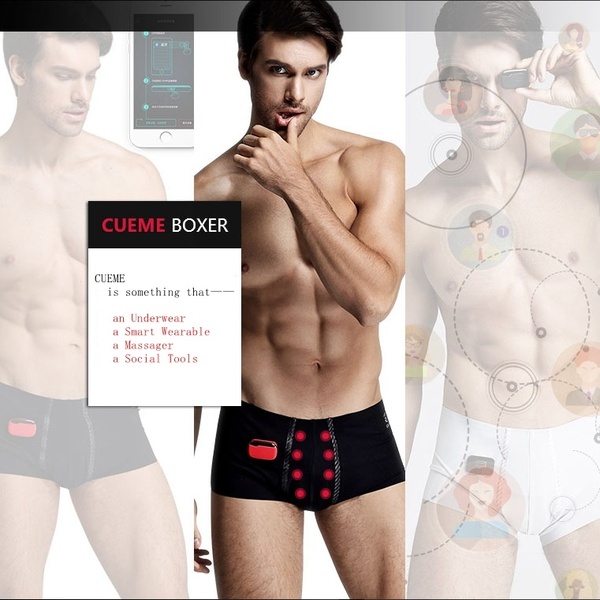 CUEME BOXER
CUEME
is something that——
an Underwear
a Smart Wearable
a Massager
a Social Tools